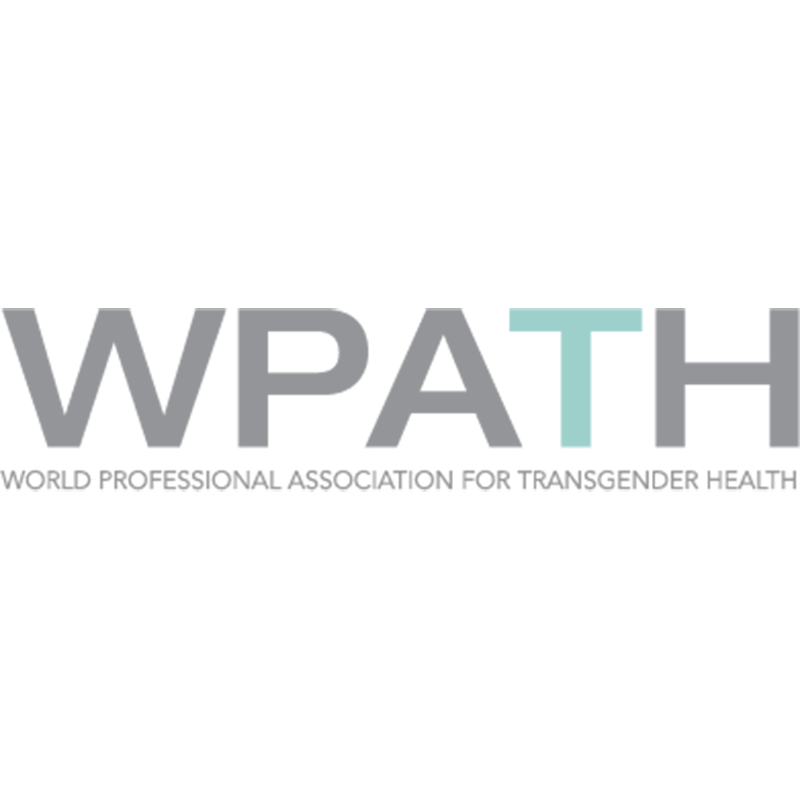 WPATH
WORLD PROFESSIONAL ASSOCIATION FOR TRANSGENDER HEALTH